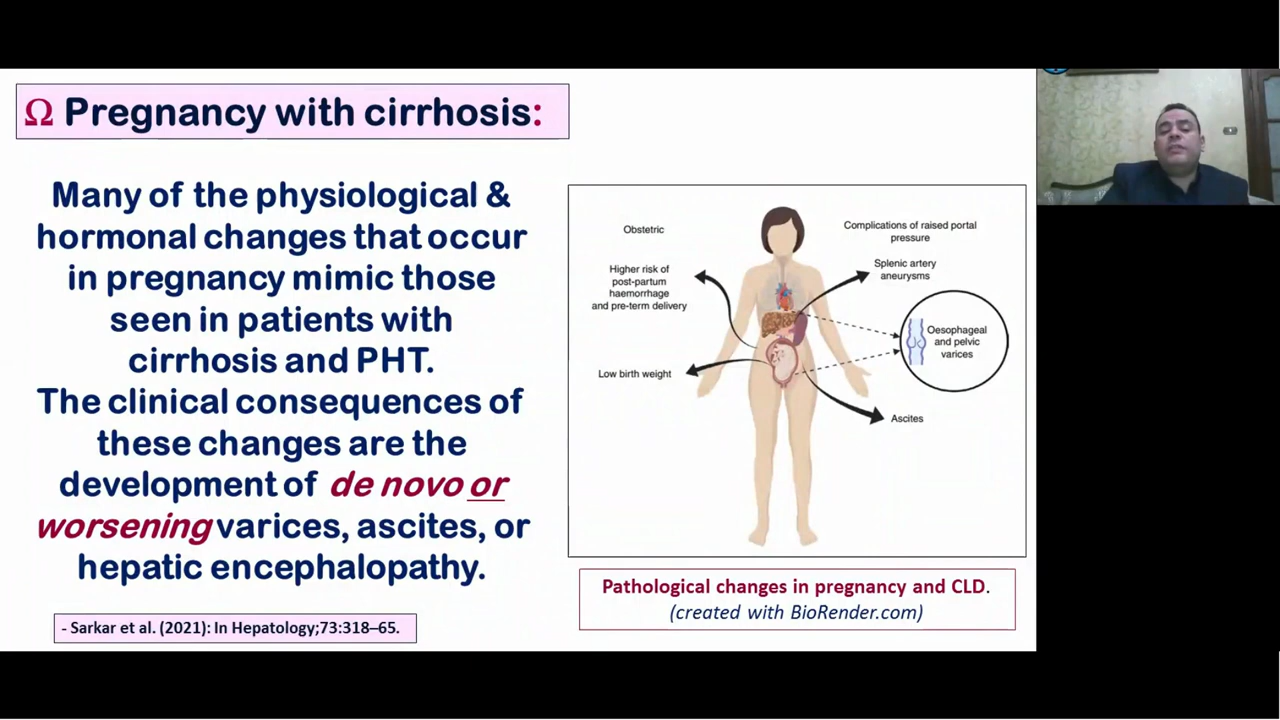 Ω Pregnancy with cirrhosis:
Many of the physiological &
hormonal changes that occur
in pregnancy mimic those
seen in patients with
cirrhosis and PHT.
The clinical consequences of
these changes are the
development of de novo or
worsening varices, ascites, or
hepatic encephalopathy.
- Sarkar et al. (2021): In Hepatology;73:318–65.
Obstetric
Higher risk of
post-partum
haemorrhage
and pre-term delivery
Low birth weight
Complications of raised portal
pressure
Splenic artery
aneurysms
Oesophageal
and pelvic
varices
Ascites
Pathological changes in pregnancy and CLD.
(created with BioRender.com)